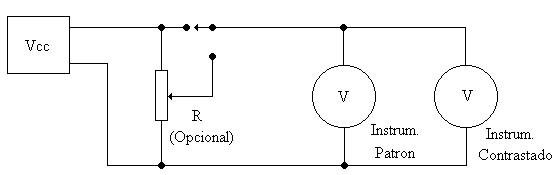 Vcc
R
(Opcional)
V
Instrum.
Patron
V
Instrum.
Contrastado